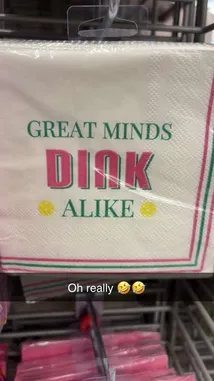 GREAT MINDS
DINK
ALIKE
Oh really 🤣🤣